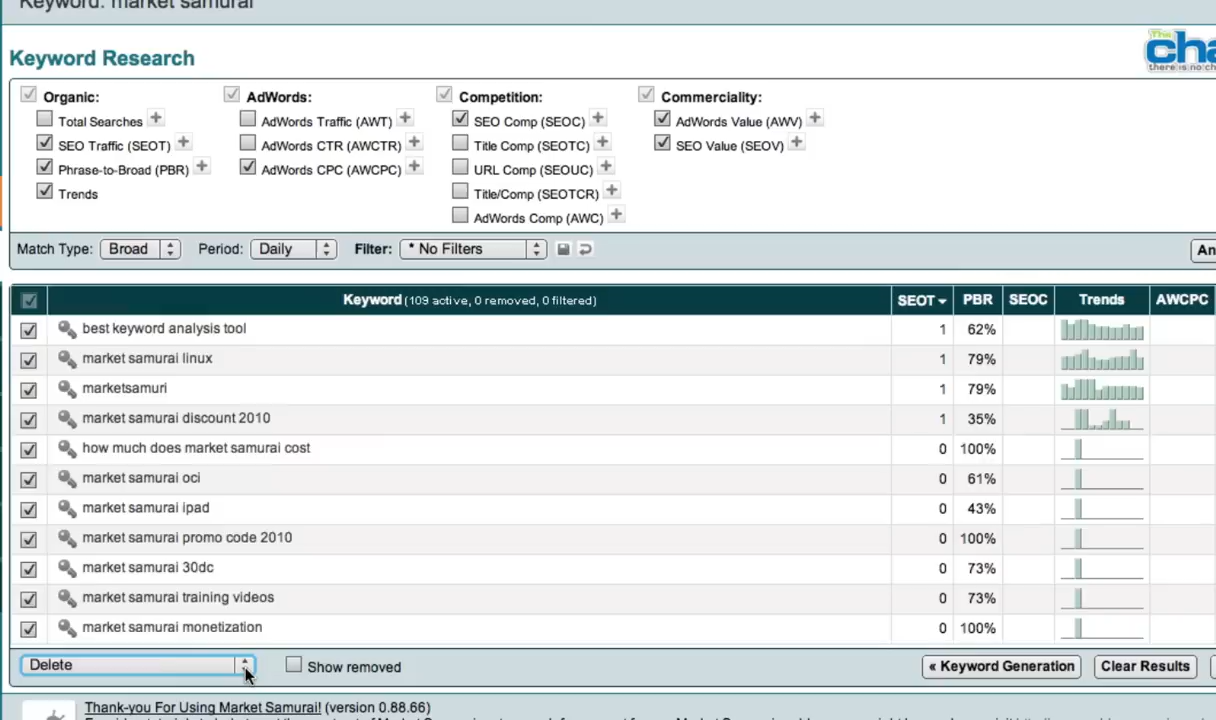 Keyword: market samurai
Keyword Research
The
cha
there is no ch
Organic:
Total Searches +
SEO Traffic (SEOT) +
Phrase-to-Broad (PBR) +
Trends
AdWords:
AdWords Traffic (AWT) +
AdWords CTR (AWCTR) +
AdWords CPC (AWCPC) +
Competition:
SEO Comp (SEOC) +
Title Comp (SEOTC) +
URL Comp (SEOUC) +
Title/Comp (SEOTCR) +
AdWords Comp (AWC) +
Commerciality:
AdWords Value (AWV) +
SEO Value (SEOV) +
Match Type: Broad Period: Daily Filter: * No Filters An
Keyword (109 active, 0 removed, 0 filtered) SEOT PBR SEOC Trends AWCPC
best keyword analysis tool 1 62%
market samurai linux 1 79%
marketsamuri 1 79%
market samurai discount 2010 1 35%
how much does market samurai cost 0 100%
market samurai oci 0 61%
market samurai ipad 0 43%
market samurai promo code 2010 0 100%
market samurai 30dc 0 73%
market samurai training videos 0 73%
market samurai monetization 0 100%
Delete Show removed « Keyword Generation Clear Results
Thank-you For Using Market Samurai! (version 0.88.66)